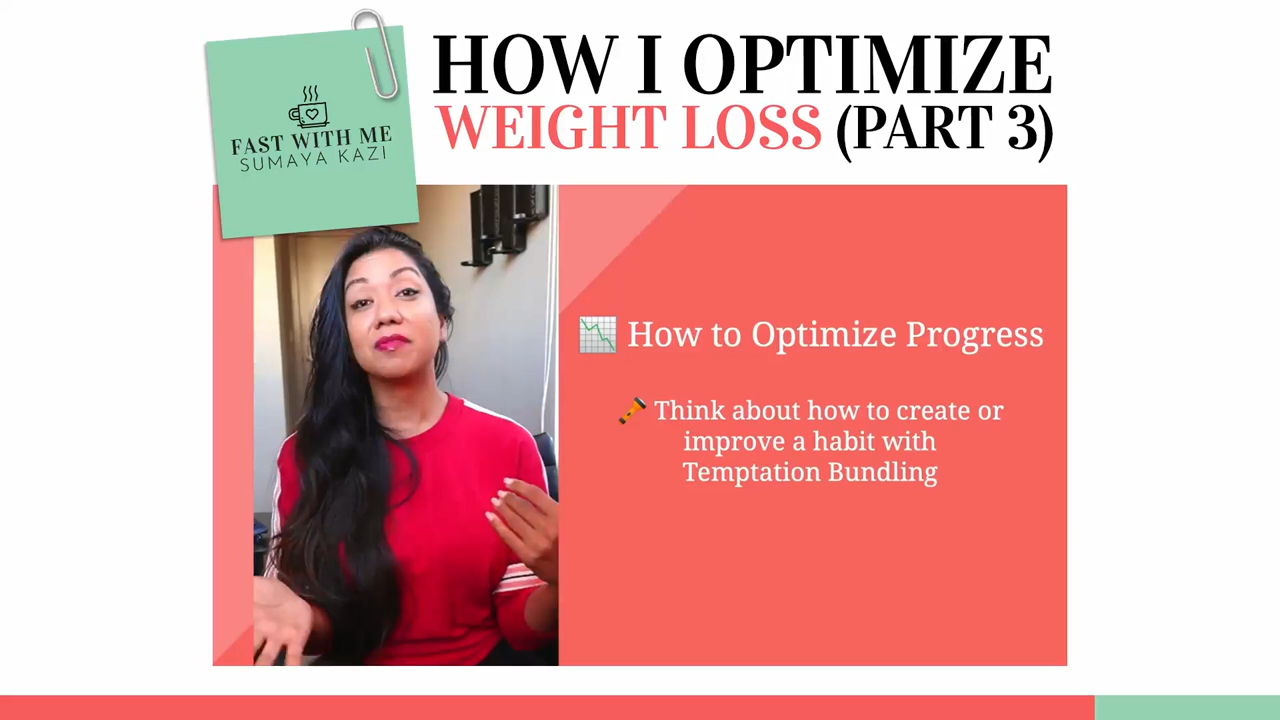 HOW I OPTIMIZE
WEIGHT LOSS (PART 3)
FAST WITH ME
SUMAYA KAZI
How to Optimize Progress
Think about how to create or
improve a habit with
Temptation Bundling